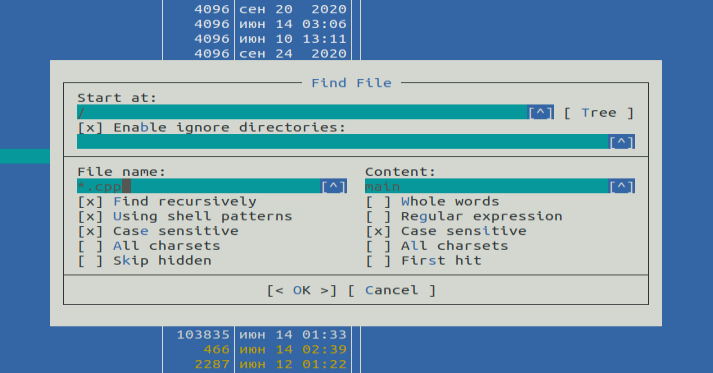 4096 сен 20 2020
4096 июн 14 03:06
4096 июн 10 13:11
4096 сен 24 2020
Find File
Start at:
/ [^] [ Tree ]
[x] Enable ignore directories:
[^]
File name:
*.cpp [^]
[x] Find recursively
[x] Using shell patterns
[x] Case sensitive
[ ] All charsets
[ ] Skip hidden
Content:
main [^]
[ ] Whole words
[ ] Regular expression
[x] Case sensitive
[ ] All charsets
[ ] First hit
[< OK >] [ Cancel ]
103835 июн 14 01:33
466 июн 14 02:39
2287 июн 12 01:22